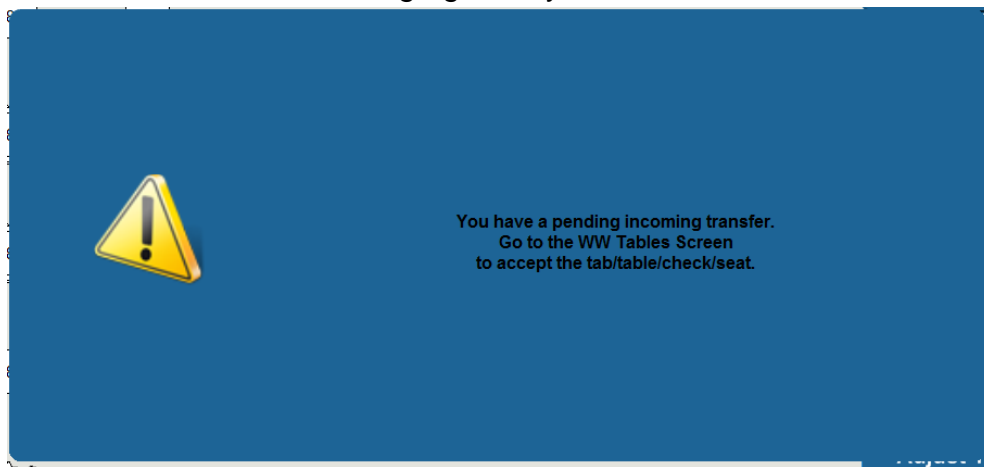 You have a pending incoming transfer.
Go to the WW Tables Screen
to accept the tab/table/check/seat.